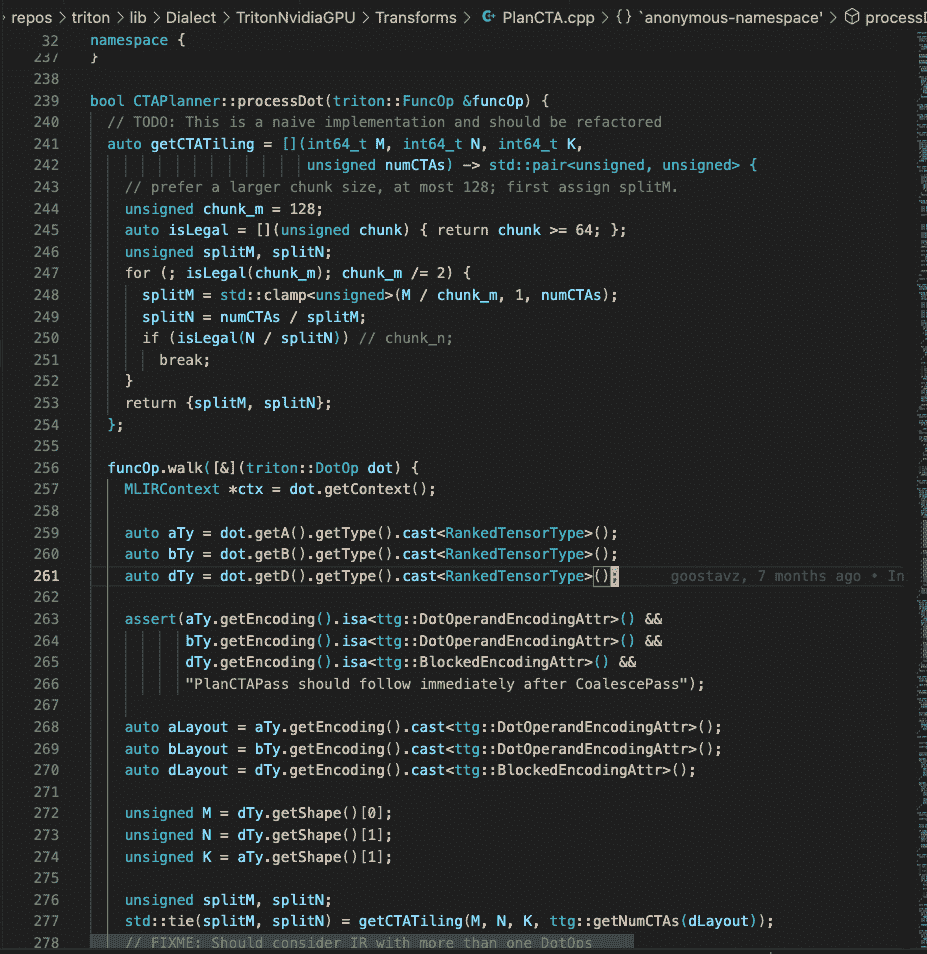 repos > triton > lib > Dialect > TritonNvidiaGPU > Transforms > PlanCTA.cpp > {} `anonymous-namespace' >
32 namespace {
237 }
238
239 bool CTAPlanner::processDot(triton::FuncOp &funcOp) {
240 // TODO: This is a naive implementation and should be refactored
241 auto getCTATiling = [](int64_t M, int64_t N, int64_t K,
242 unsigned numCTAs) -> std::pair<unsigned, unsigned> {
243 // prefer a larger chunk size, at most 128; first assign splitM.
244 unsigned chunk_m = 128;
245 auto isLegal = [](unsigned chunk) { return chunk >= 64; };
246 unsigned splitM, splitN;
247 for (; isLegal(chunk_m); chunk_m /= 2) {
248 splitM = std::clamp<unsigned>(M / chunk_m, 1, numCTAs);
249 splitN = numCTAs / splitM;
250 if (isLegal(N / splitN)) // chunk_n;
251 break;
252 }
253 return {splitM, splitN};
254 };
255
256 funcOp.walk([&](triton::DotOp dot) {
257 MLIRContext *ctx = dot.getContext();
258
259 auto aTy = dot.getA().getType().cast<RankedTensorType>();
260 auto bTy = dot.getB().getType().cast<RankedTensorType>();
261 auto dTy = dot.getD().getType().cast<RankedTensorType>(); goostavz, 7 months ago • In
262
263 assert(aTy.getEncoding().isa<ttg::DotOperandEncodingAttr>() &&
264 bTy.getEncoding().isa<ttg::DotOperandEncodingAttr>() &&
265 dTy.getEncoding().isa<ttg::BlockedEncodingAttr>() &&
266 "PlanCTAPass should follow immediately after CoalescePass");
267
268 auto aLayout = aTy.getEncoding().cast<ttg::DotOperandEncodingAttr>();
269 auto bLayout = bTy.getEncoding().cast<ttg::DotOperandEncodingAttr>();
270 auto dLayout = dTy.getEncoding().cast<ttg::BlockedEncodingAttr>();
271
272 unsigned M = dTy.getShape()[0];
273 unsigned N = dTy.getShape()[1];
274 unsigned K = aTy.getShape()[1];
275
276 unsigned splitM, splitN;
277 std::tie(splitM, splitN) = getCTATiling(M, N, K, ttg::getNumCTAs(dLayout));
278 // FIXME: Should consider IR with more than one DotOps